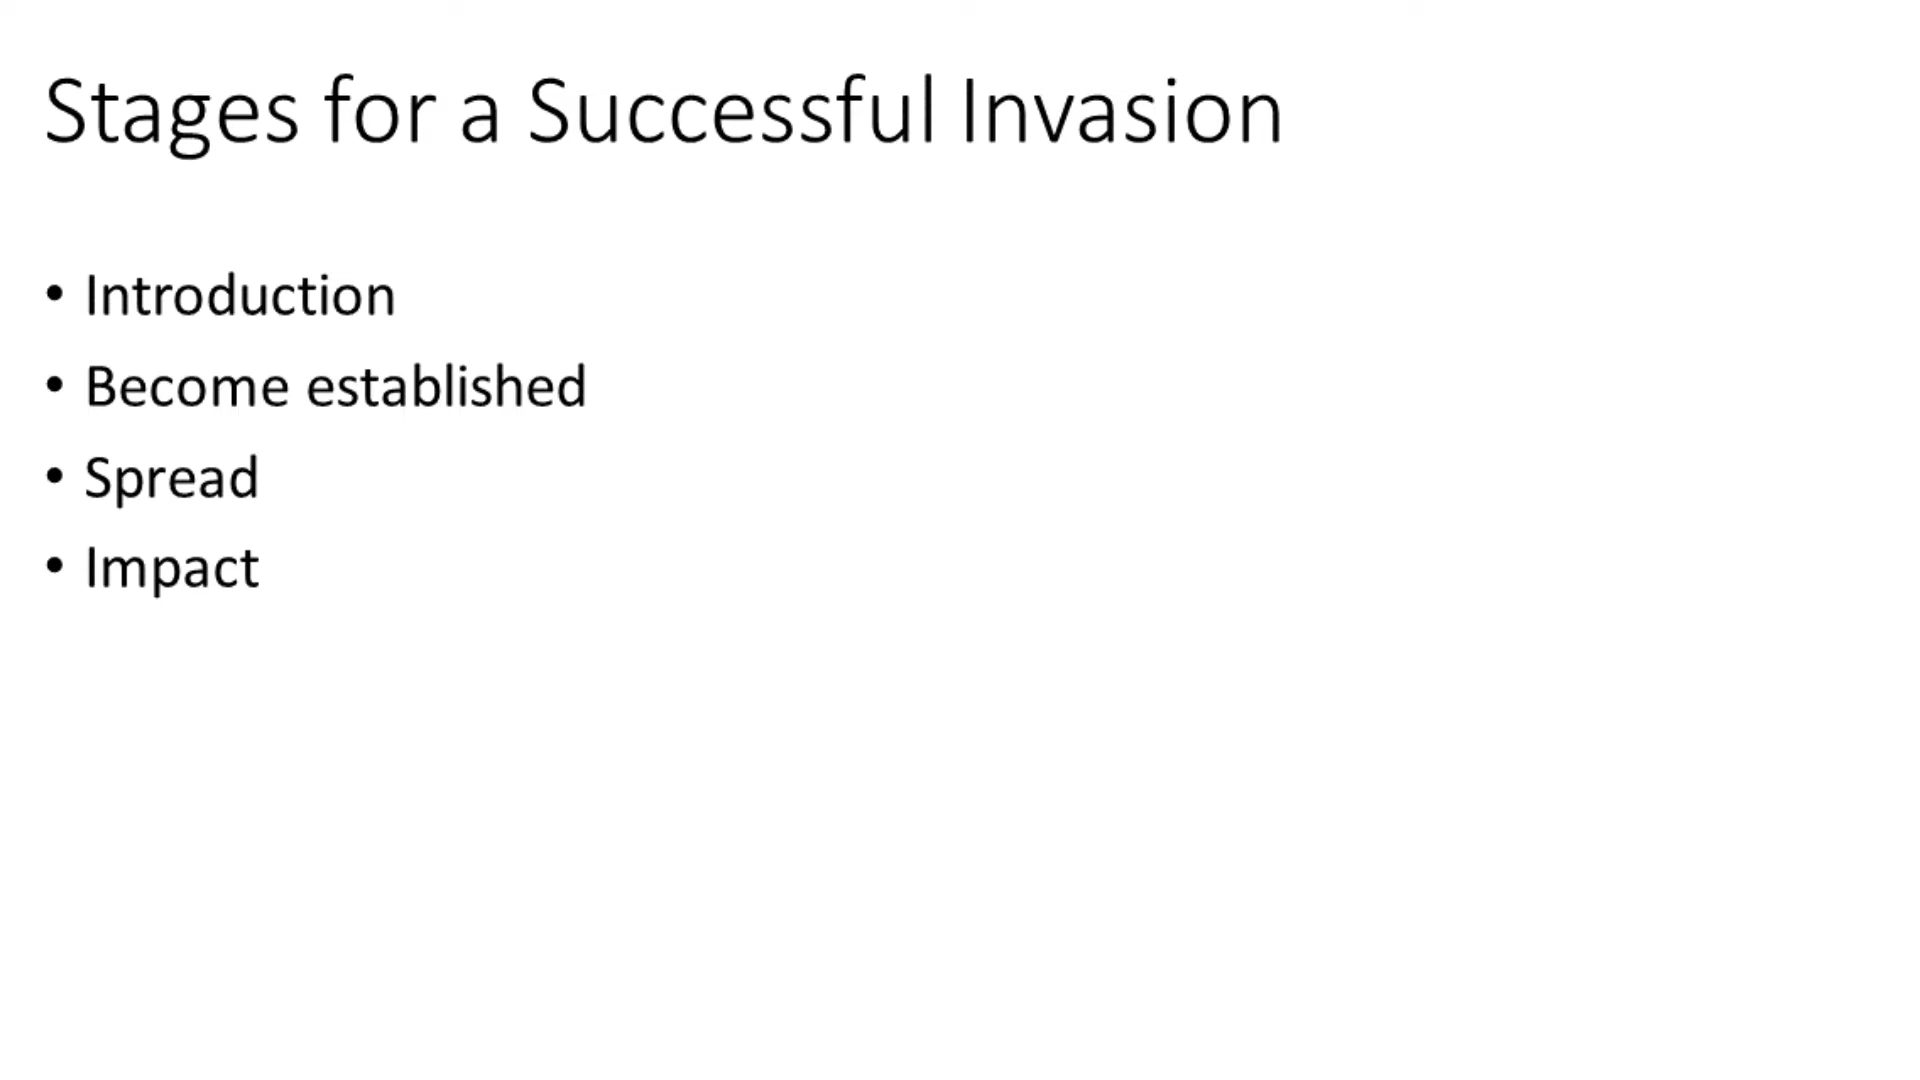 Stages for a Successful Invasion
• Introduction
• Become established
• Spread
• Impact